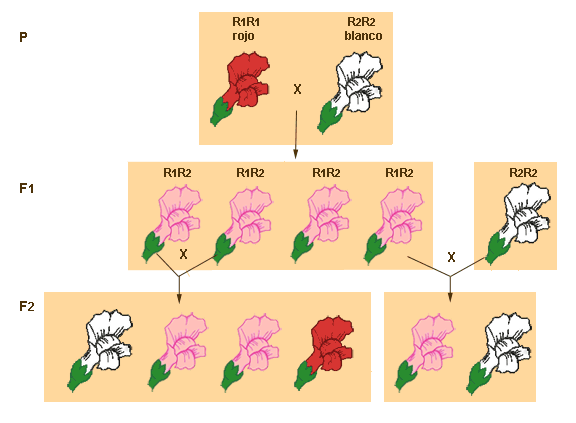 P
R1R1 R2R2
rojo blanco
X
F1
R1R2 R1R2 R1R2 R1R2 R2R2
X X
F2